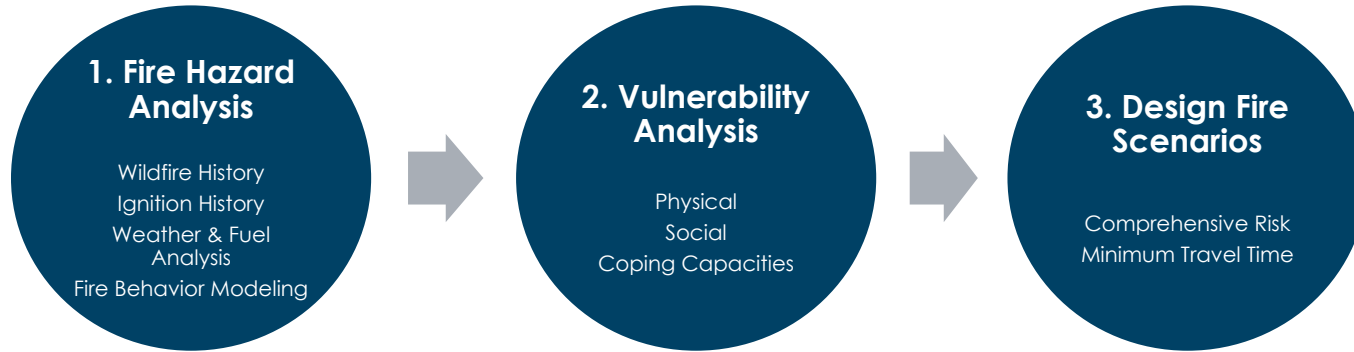 1. Fire Hazard
Analysis
Wildfire History
Ignition History
Weather & Fuel
Analysis
Fire Behavior Modeling
2. Vulnerability
Analysis
Physical
Social
Coping Capacities
3. Design Fire
Scenarios
Comprehensive Risk
Minimum Travel Time